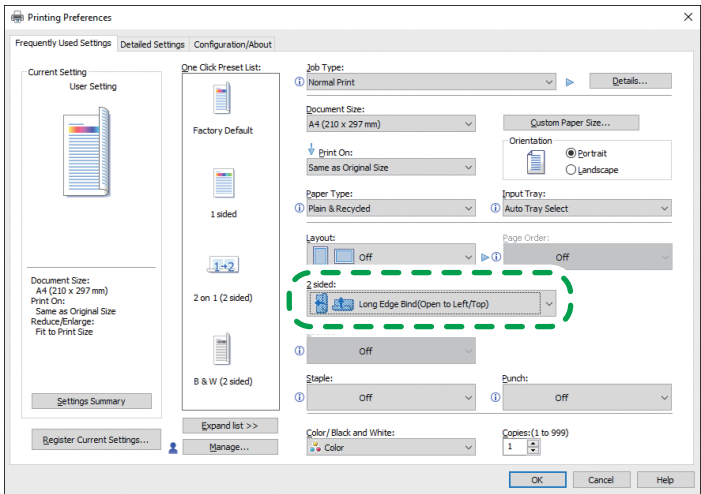 Printing Preferences
Frequently Used Settings
Detailed Settings
Configuration/About
Current Setting
User Setting
Document Size:
A4 (210 x 297 mm)
Print On:
Same as Original Size
Reduce/Enlarge:
Fit to Print Size
Settings Summary
Register Current Settings...
One Click Preset List:
Factory Default
1 sided
1→2
2 on 1 (2 sided)
B & W (2 sided)
Expand list >>
Manage...
Job Type:
Normal Print
Details...
Document Size:
A4 (210 x 297 mm)
Custom Paper Size...
Print On:
Same as Original Size
Orientation
Portrait
Landscape
Paper Type:
Plain & Recycled
Input Tray:
Auto Tray Select
Layout:
Off
Page Order:
Off
2 sided:
Long Edge Bind(Open to Left/Top)
Off
Staple:
Off
Punch:
Off
Color/ Black and White:
Color
Copies:(1 to 999)
1
OK
Cancel
Help